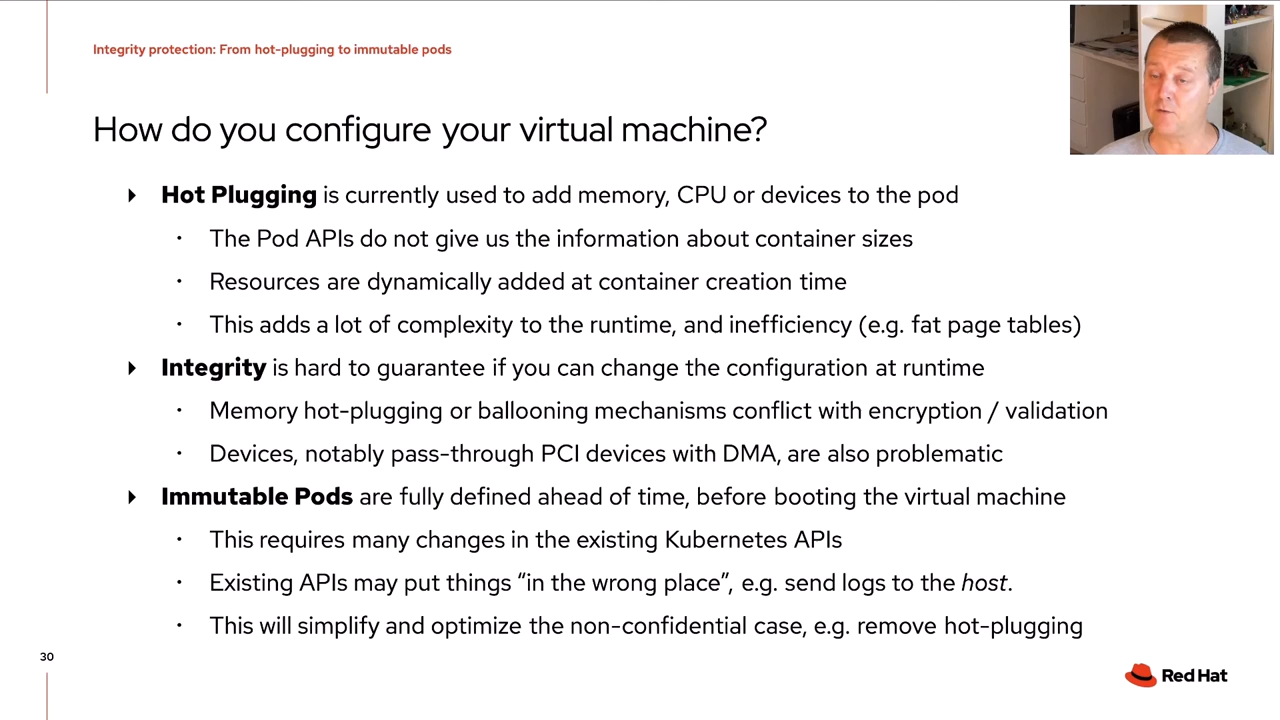 Integrity protection: From hot-plugging to immutable pods
How do you configure your virtual machine?
Hot Plugging is currently used to add memory, CPU or devices to the pod
The Pod APIs do not give us the information about container sizes
Resources are dynamically added at container creation time
This adds a lot of complexity to the runtime, and inefficiency (e.g. fat page tables)
Integrity is hard to guarantee if you can change the configuration at runtime
Memory hot-plugging or ballooning mechanisms conflict with encryption / validation
Devices, notably pass-through PCI devices with DMA, are also problematic
Immutable Pods are fully defined ahead of time, before booting the virtual machine
This requires many changes in the existing Kubernetes APIs
Existing APIs may put things “in the wrong place”, e.g. send logs to the host.
This will simplify and optimize the non-confidential case, e.g. remove hot-plugging
30
Red Hat